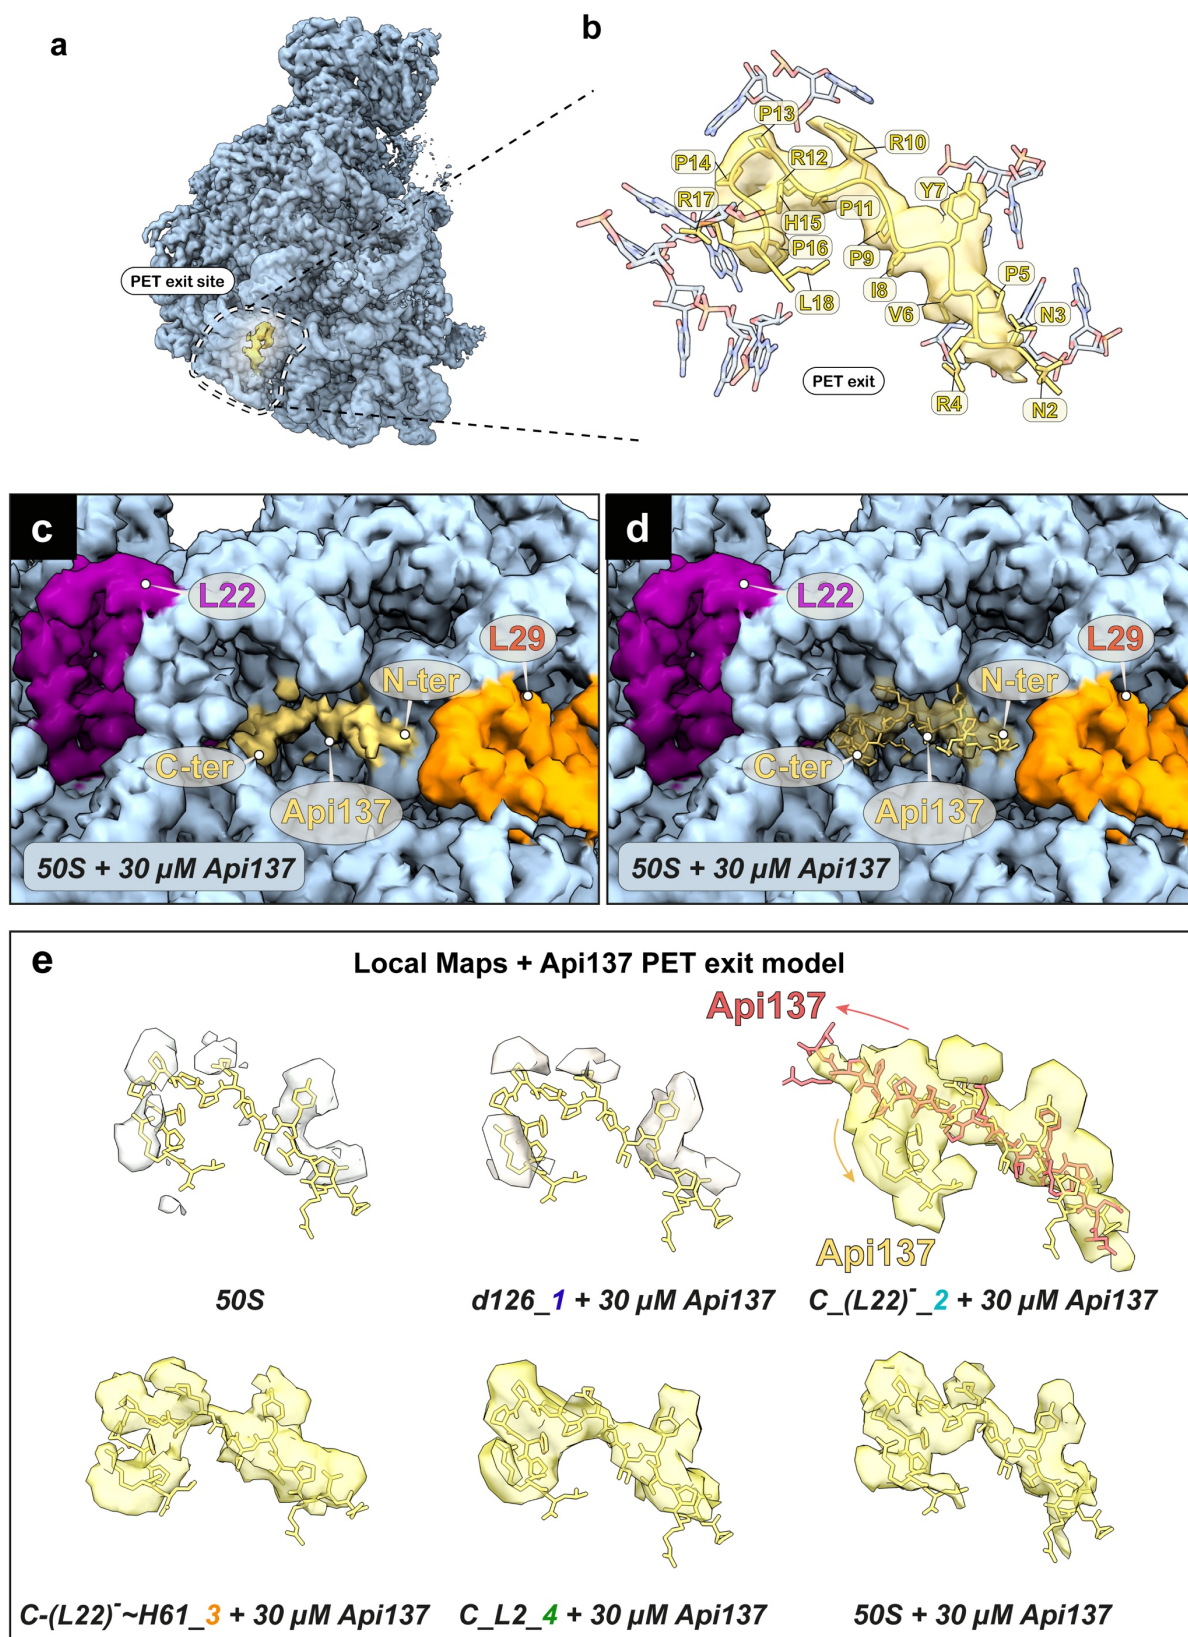 a
PET exit site
b
P13
R10
P14
R12
R17
Y7
P11
H15
P16
P9
P5
I8
L18
V6
N3
PET exit
R4
N2
c
L22
L29
N-ter
C-ter
Api137
50S + 30 µM Api137
d
L22
L29
N-ter
C-ter
Api137
50S + 30 µM Api137
e
Local Maps + Api137 PET exit model
Api137
Api137
50S
d126_1 + 30 µM Api137
C_(L22)⁻_2 + 30 µM Api137
C-(L22)⁻~H61_3 + 30 µM Api137
C_L2_4 + 30 µM Api137
50S + 30 µM Api137